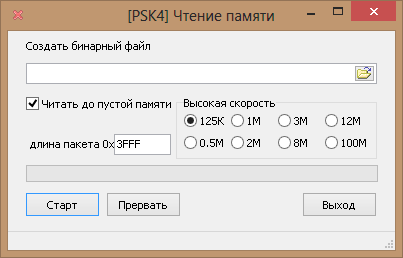 [PSK4] Чтение памяти
Создать бинарный файл
Читать до пустой памяти
Высокая скорость
125K 1M 3M 12M
длина пакета 0x 3FFF
0.5M 2M 8M 100M
Старт Прервать Выход